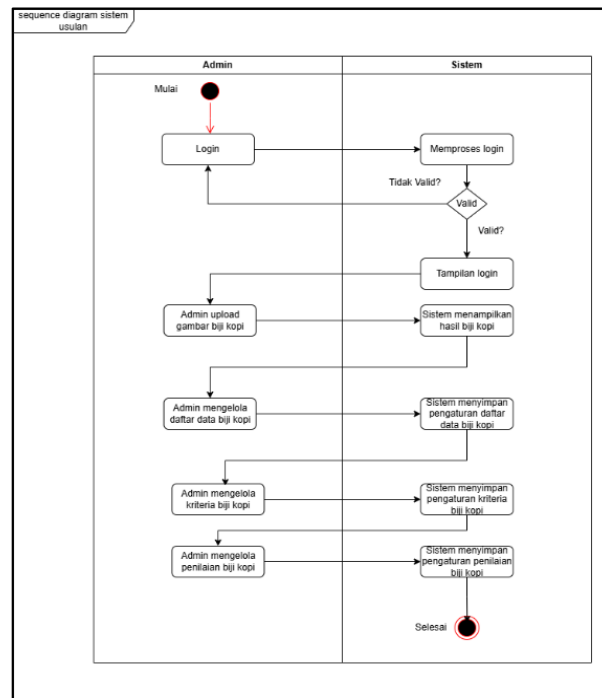 sequence diagram sistem
usulan
Admin
Sistem
Mulai
Login
Memproses login
Tidak Valid?
Valid
Valid?
Tampilan login
Admin upload
gambar biji kopi
Sistem menampilkan
hasil biji kopi
Admin mengelola
daftar data biji kopi
Sistem menyimpan
pengaturan daftar
data biji kopi
Admin mengelola
kriteria biji kopi
Sistem menyimpan
pengaturan kriteria
biji kopi
Admin mengelola
penilaian biji kopi
Sistem menyimpan
pengaturan penilaian
biji kopi
Selesai